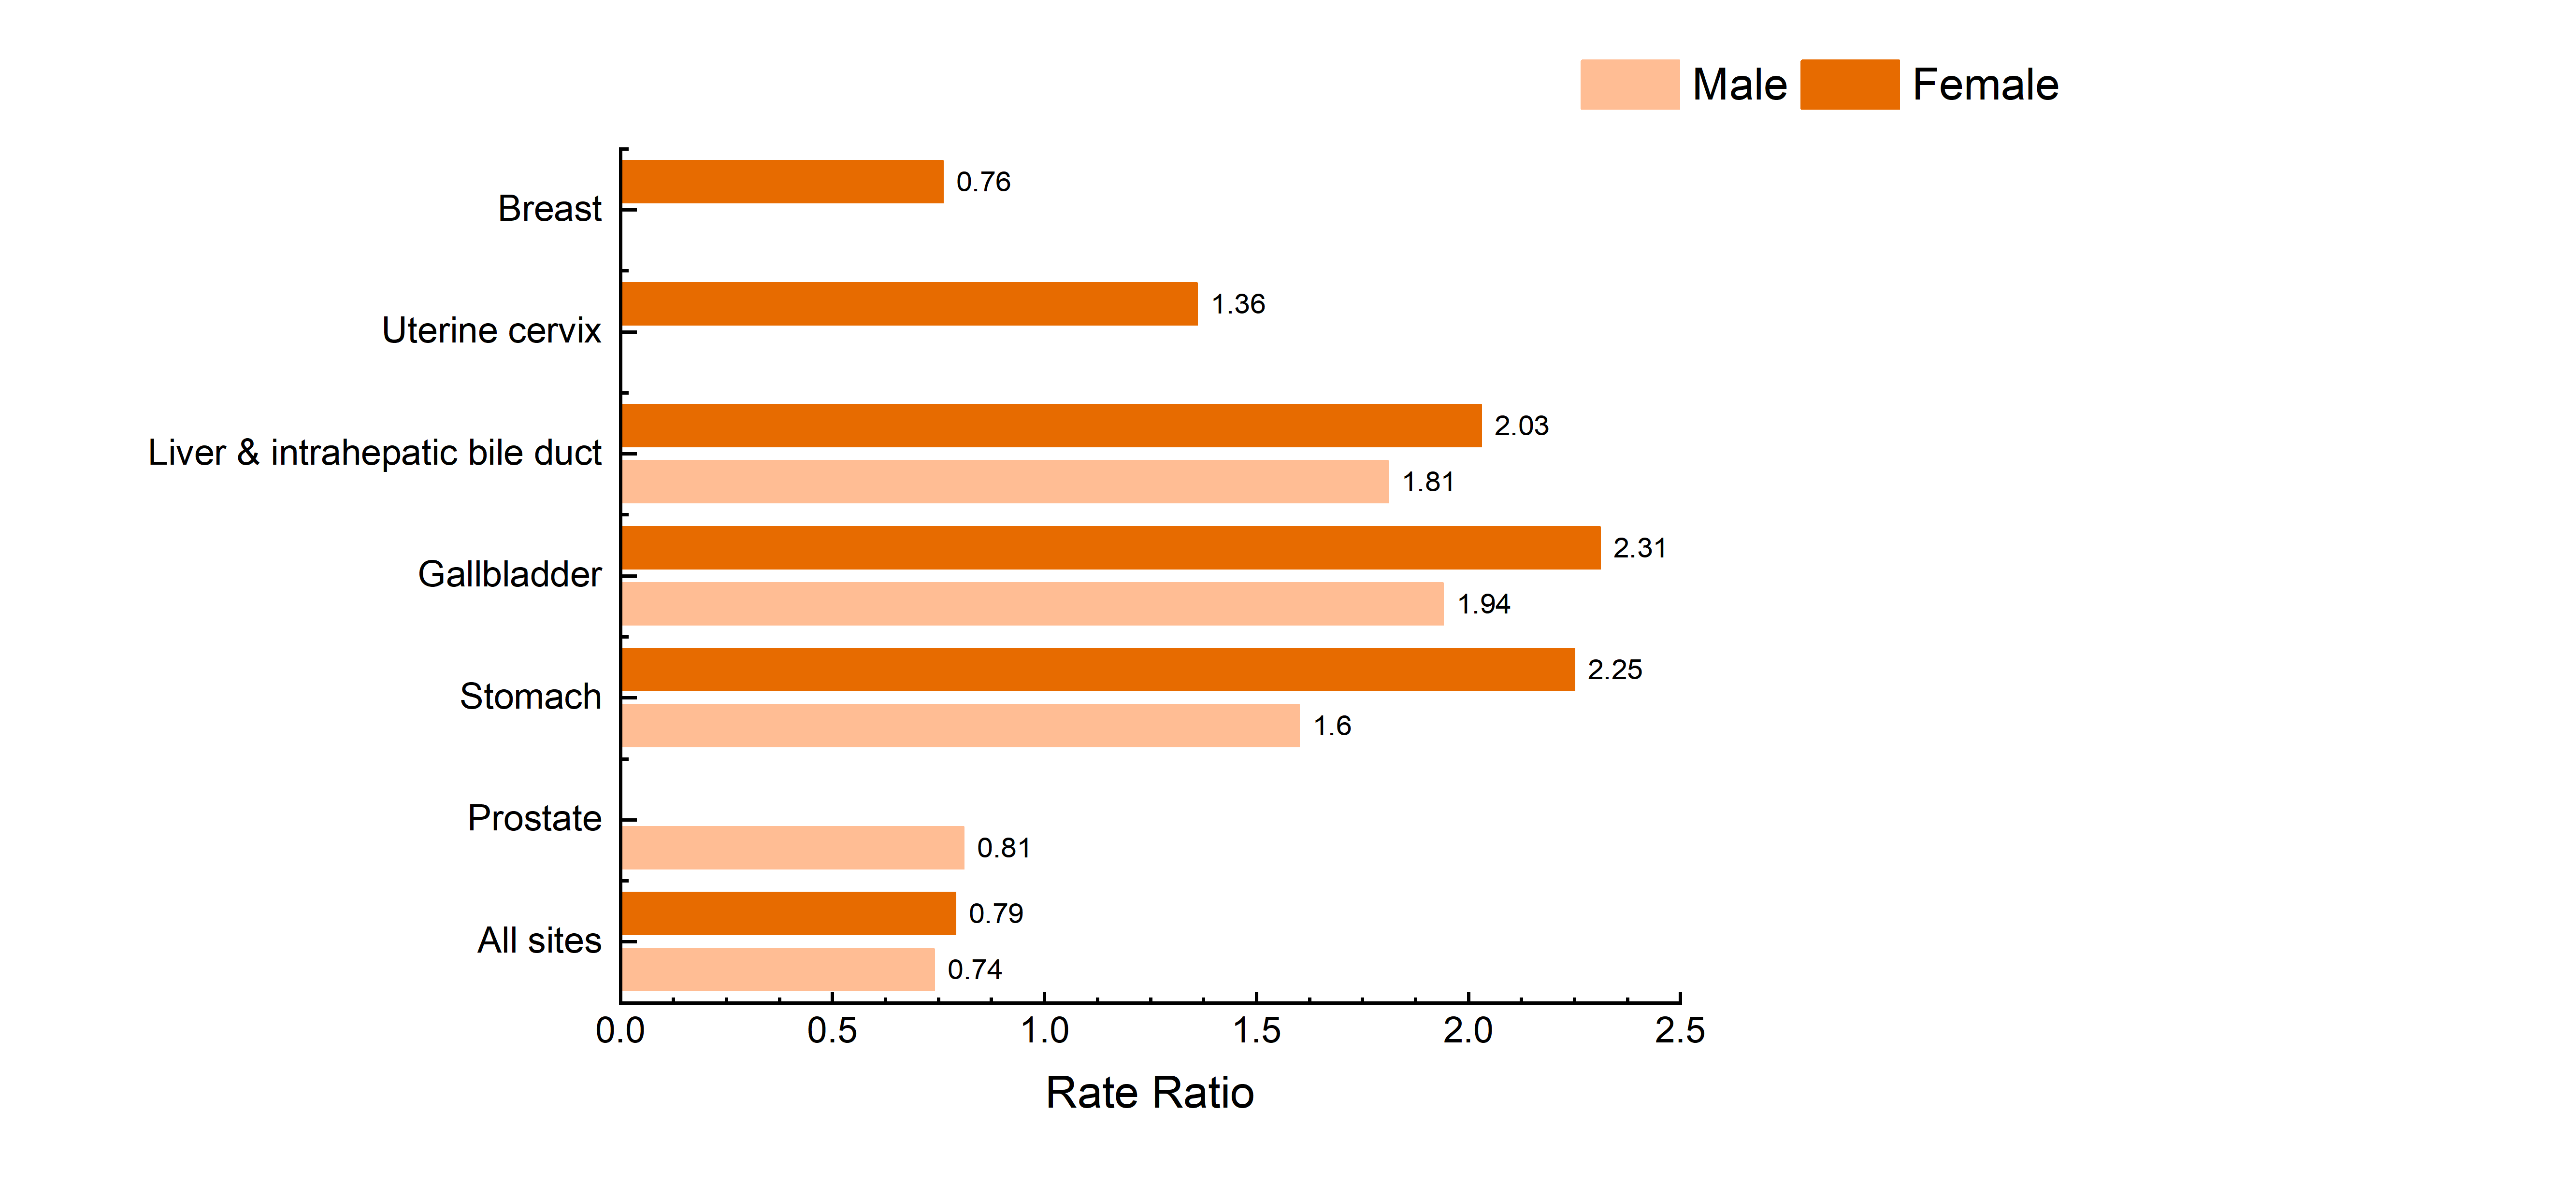 Male Female
Breast 0.76
Uterine cervix 1.36
Liver & intrahepatic bile duct 2.03
1.81
Gallbladder 2.31
1.94
Stomach 2.25
1.6
Prostate 0.81
All sites 0.79
0.74
0.0 0.5 1.0 1.5 2.0 2.5
Rate Ratio